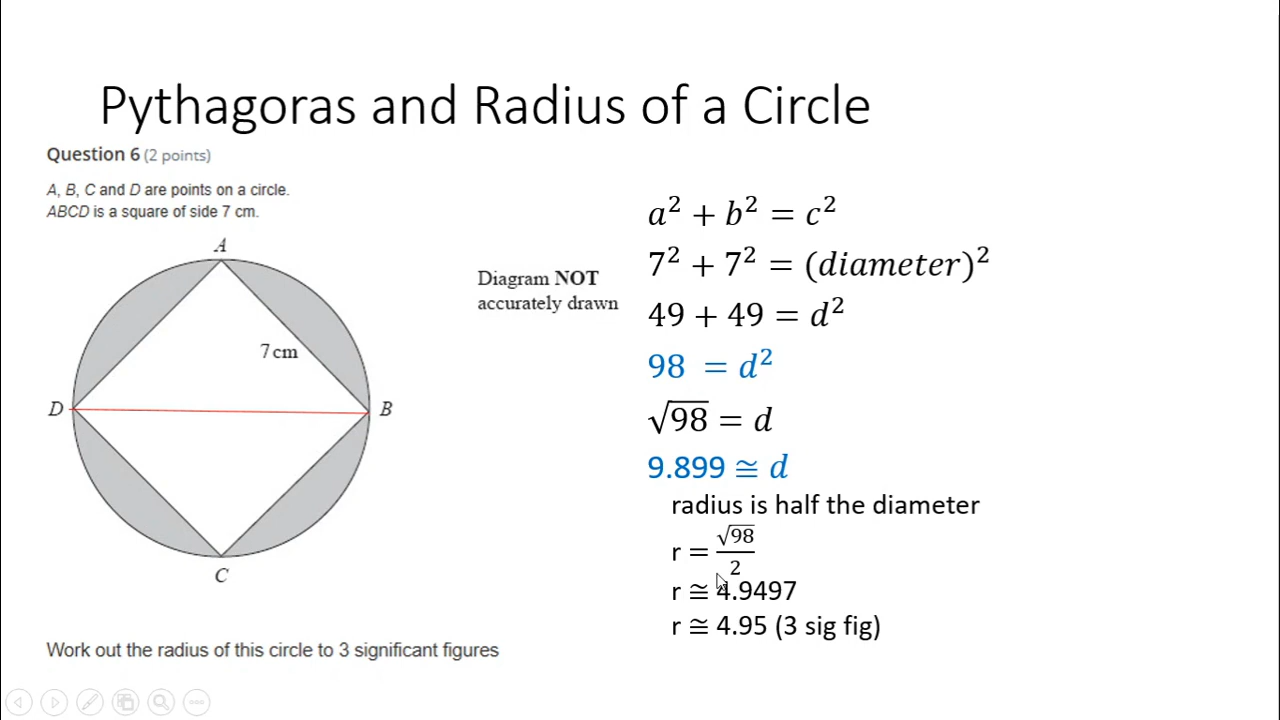 Pythagoras and Radius of a Circle
Question 6 (2 points)
A, B, C and D are points on a circle.
ABCD is a square of side 7 cm.
A
Diagram NOT
accurately drawn
7 cm
D
B
C
Work out the radius of this circle to 3 significant figures
a² + b² = c²
7² + 7² = (diameter)²
49 + 49 = d²
98 = d²
√98 = d
9.899 ≅ d
radius is half the diameter
r = √98/2
r ≅ 4.9497
r ≅ 4.95 (3 sig fig)